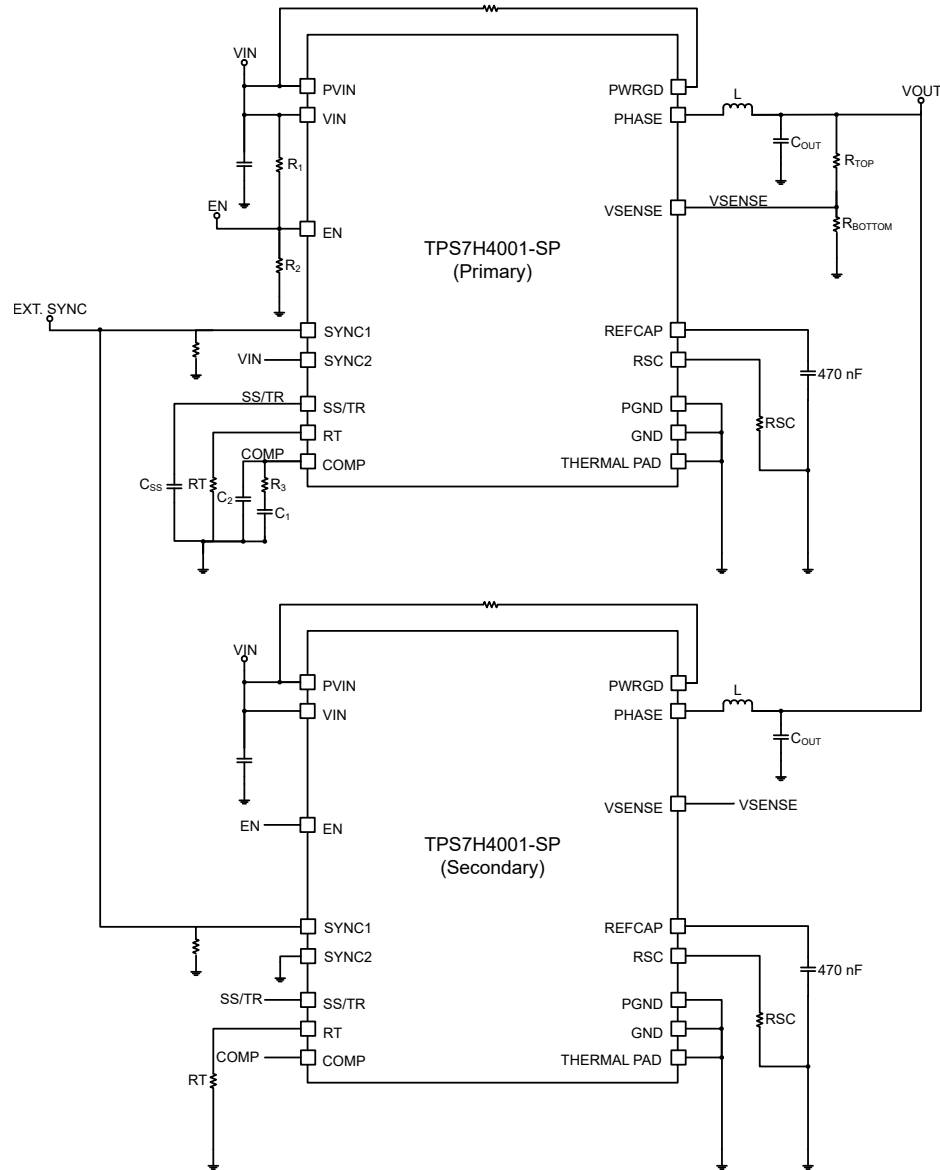 VIN
PVIN
PWRGD
L
VOUT
VIN
PHASE
COUT
R1
RTOP
EN
VSENSE
VSENSE
RBOTTOM
EN
TPS7H4001-SP
(Primary)
R2
EXT. SYNC
SYNC1
REFCAP
VIN
SYNC2
RSC
470 nF
SS/TR
SS/TR
PGND
RSC
RT
GND
COMP
COMP
THERMAL PAD
CSS
RT
C2
R3
C1
VIN
PVIN
PWRGD
L
VIN
PHASE
COUT
VSENSE
VSENSE
EN
EN
TPS7H4001-SP
(Secondary)
SYNC1
REFCAP
SYNC2
RSC
470 nF
SS/TR
SS/TR
PGND
RSC
RT
GND
COMP
COMP
THERMAL PAD
RT